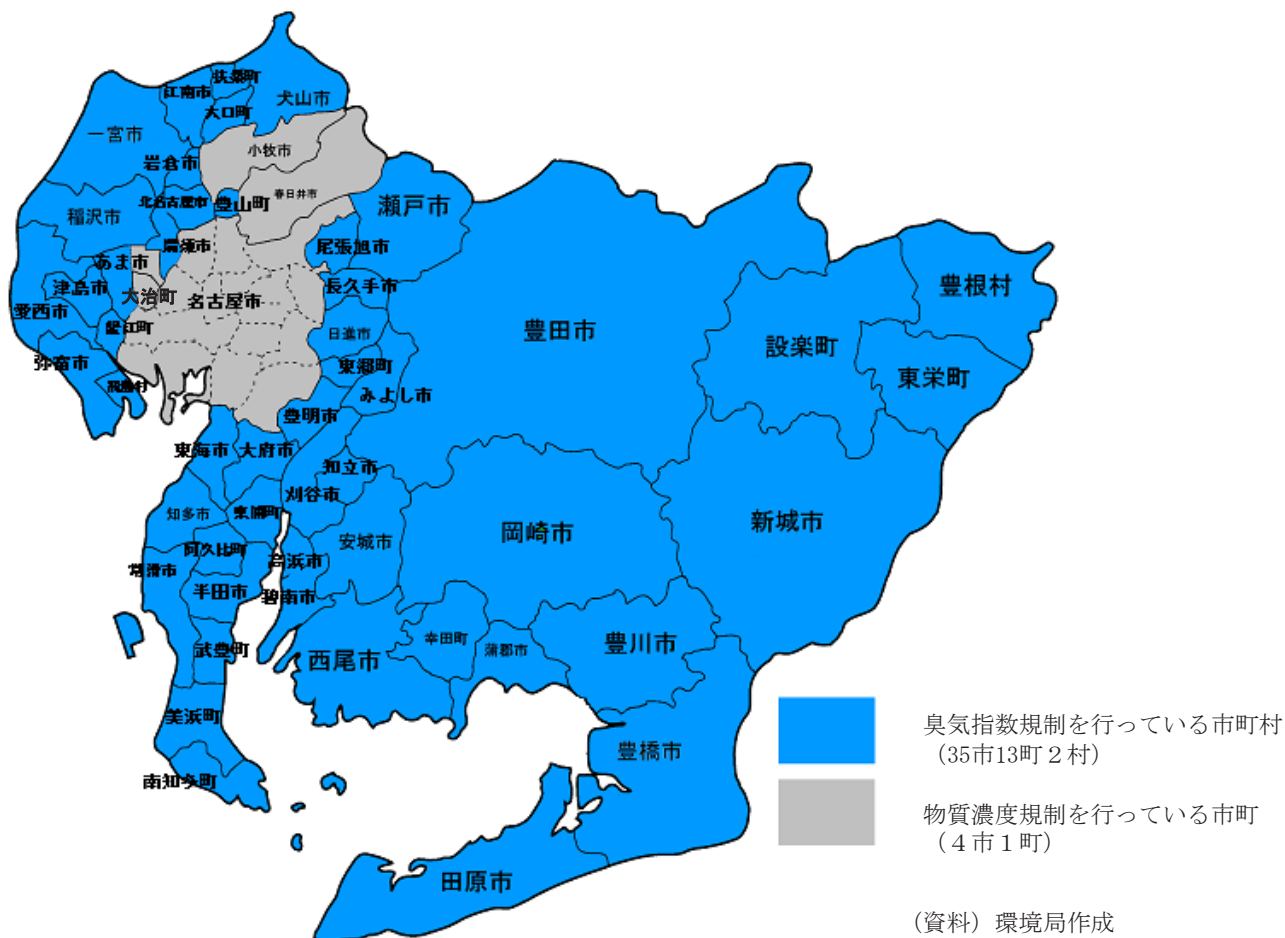 扶桑町
江南市
犬山市
大口町
一宮市
小牧市
岩倉市
春日井市
瀬戸市
北名古屋市
豊山町
稲沢市
清須市
尾張旭市
あま市
津島市
大治町
名古屋市
長久手市
豊根村
愛西市
蟹江町
日進市
豊田市
設楽町
弥富市
東郷町
東栄町
飛島村
みよし市
豊明市
東海市
大府市
知立市
刈谷市
知多市
東浦町
新城市
岡崎市
安城市
阿久比町
高浜市
常滑市
半田市
碧南市
武豊町
西尾市
幸田町
蒲郡市
豊川市
美浜町
豊橋市
南知多町
田原市
臭気指数規制を行っている市町村
（35市13町２村）
物質濃度規制を行っている市町
（４市１町）
（資料）環境局作成